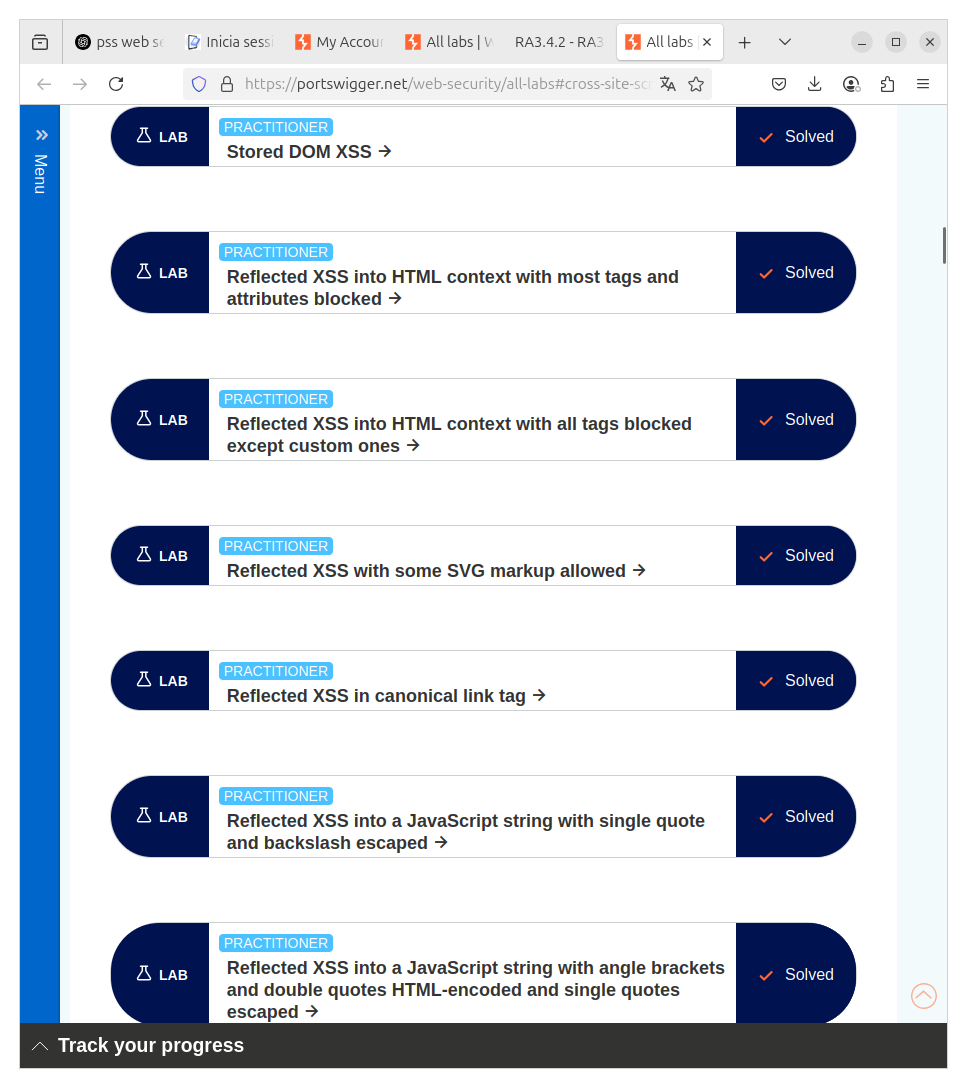 pss web se
Inicia sessi
My Accoun
All labs | W
RA3.4.2 - RA3
All labs
https://portswigger.net/web-security/all-labs#cross-site-scr
Menu
LAB
PRACTITIONER
Stored DOM XSS →
Solved
LAB
PRACTITIONER
Reflected XSS into HTML context with most tags and
attributes blocked →
Solved
LAB
PRACTITIONER
Reflected XSS into HTML context with all tags blocked
except custom ones →
Solved
LAB
PRACTITIONER
Reflected XSS with some SVG markup allowed →
Solved
LAB
PRACTITIONER
Reflected XSS in canonical link tag →
Solved
LAB
PRACTITIONER
Reflected XSS into a JavaScript string with single quote
and backslash escaped →
Solved
LAB
PRACTITIONER
Reflected XSS into a JavaScript string with angle brackets
and double quotes HTML-encoded and single quotes
escaped →
Solved
Track your progress